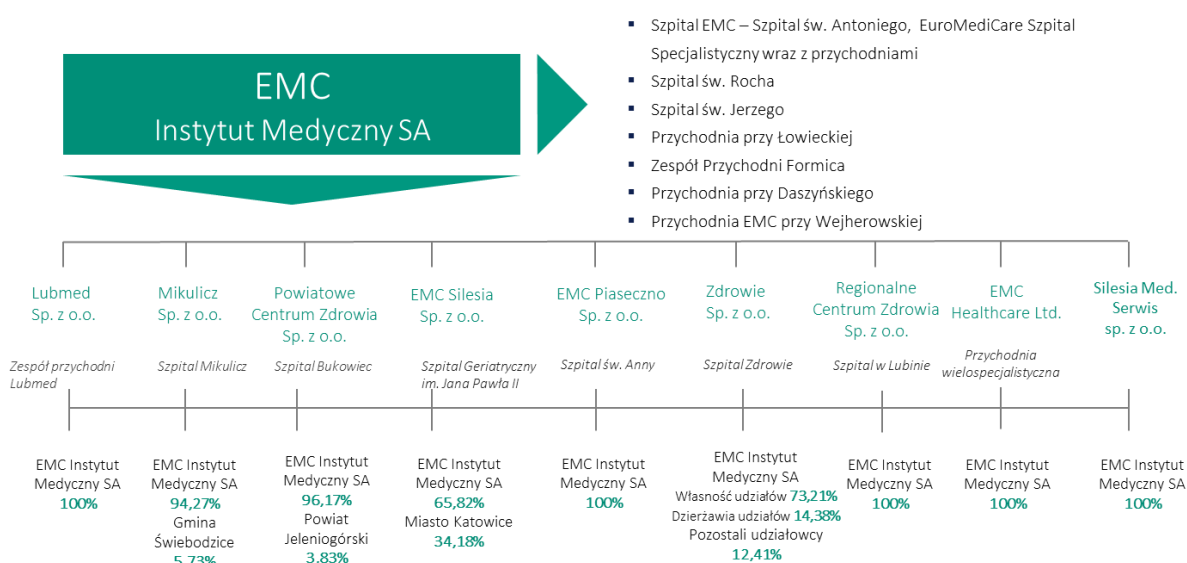 EMC
Instytut Medyczny SA
▪ Szpital EMC – Szpital św. Antoniego, EuroMediCare Szpital
Specjalistyczny wraz z przychodniami
▪ Szpital św. Rocha
▪ Szpital św. Jerzego
▪ Przychodnia przy Łowieckiej
▪ Zespół Przychodni Formica
▪ Przychodnia przy Daszyńskiego
▪ Przychodnia EMC przy Wejherowskiej
Lubmed
Sp. z o.o.
Zespół przychodni
Lubmed
EMC Instytut
Medyczny SA
100%
Mikulicz
Sp. z o.o.
Szpital Mikulicz
EMC Instytut
Medyczny SA
94,27%
Gmina
Świebodzice
5,73%
Powiatowe
Centrum Zdrowia
Sp. z o.o.
Szpital Bukowiec
EMC Instytut
Medyczny SA
96,17%
Powiat
Jeleniogórski
3,83%
EMC Silesia
Sp. z o.o.
Szpital Geriatryczny
im. Jana Pawła II
EMC Instytut
Medyczny SA
65,82%
Miasto Katowice
34,18%
EMC Piaseczno
Sp. z o.o.
Szpital św. Anny
EMC Instytut
Medyczny SA
100%
Zdrowie
Sp. z o.o.
Szpital Zdrowie
EMC Instytut
Medyczny SA
Własność udziałów 73,21%
Dzierżawia udziałów 14,38%
Pozostali udziałowcy
12,41%
Regionalne
Centrum Zdrowia
Sp. z o.o.
Szpital w Lubinie
EMC Instytut
Medyczny SA
100%
EMC
Healthcare Ltd.
Przychodnia
wielospecjalistyczna
EMC Instytut
Medyczny SA
100%
Silesia Med.
Serwis
sp. z o.o.
EMC Instytut
Medyczny SA
100%